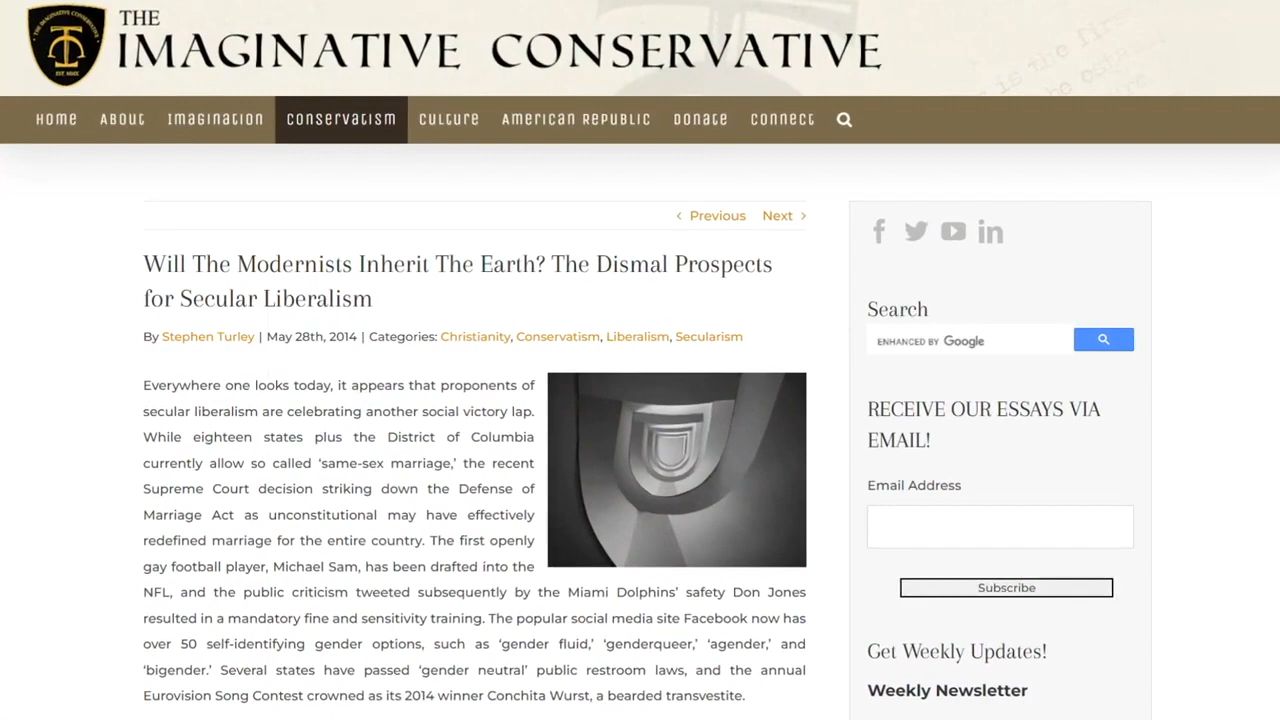 THE
IMAGINATIVE CONSERVATIVE
THE IMAGINATIVE CONSERVATIVE
EST. MMX
is the firs
Home About Imagination Conservatism Culture American Republic Donate Connect
‹ Previous Next ›
Will The Modernists Inherit The Earth? The Dismal Prospects
for Secular Liberalism
By Stephen Turley | May 28th, 2014 | Categories: Christianity, Conservatism, Liberalism, Secularism
Everywhere one looks today, it appears that proponents of
secular liberalism are celebrating another social victory lap.
While eighteen states plus the District of Columbia
currently allow so called ‘same-sex marriage,’ the recent
Supreme Court decision striking down the Defense of
Marriage Act as unconstitutional may have effectively
redefined marriage for the entire country. The first openly
gay football player, Michael Sam, has been drafted into the
NFL, and the public criticism tweeted subsequently by the Miami Dolphins’ safety Don Jones
resulted in a mandatory fine and sensitivity training. The popular social media site Facebook now has
over 50 self-identifying gender options, such as ‘gender fluid,’ ‘genderqueer,’ ‘agender,’ and
‘bigender.’ Several states have passed ‘gender neutral’ public restroom laws, and the annual
Eurovision Song Contest crowned as its 2014 winner Conchita Wurst, a bearded transvestite.
Search
ENHANCED BY Google
RECEIVE OUR ESSAYS VIA
EMAIL!
Email Address
Subscribe
Get Weekly Updates!
Weekly Newsletter